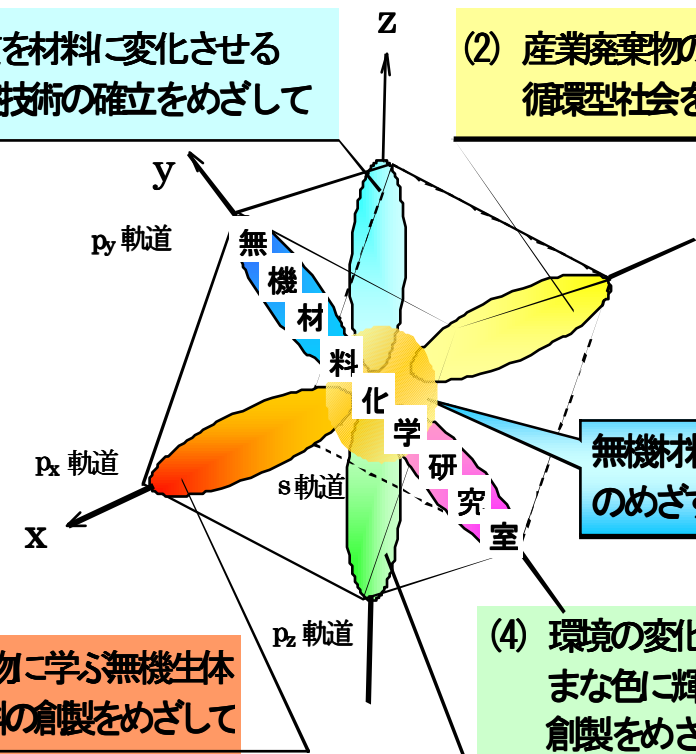 を材料に変化させる
技術の確立をめざして
z
(2) 産業廃棄物の
循環型社会を
y
py 軌道
無機材料化学研究室
px 軌道
x
s軌道
無機材料
のめざす
pz 軌道
(4) 環境の変化
まな色に輝
創製をめざ
に学ぶ無機生体
の創製をめざして